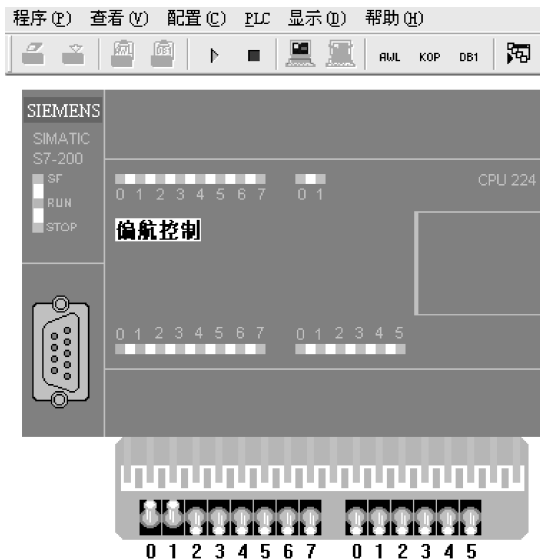 程序(P) 查看(V) 配置(C) PLC 显示(D) 帮助(H)
AWL DB1 AWL KOP DB1
SIEMENS
SIMATIC
S7-200
SF
RUN
STOP
CPU 224
0 1 2 3 4 5 6 7 0 1
偏航控制
0 1 2 3 4 5 6 7 0 1 2 3 4 5
0 1 2 3 4 5 6 7 0 1 2 3 4 5